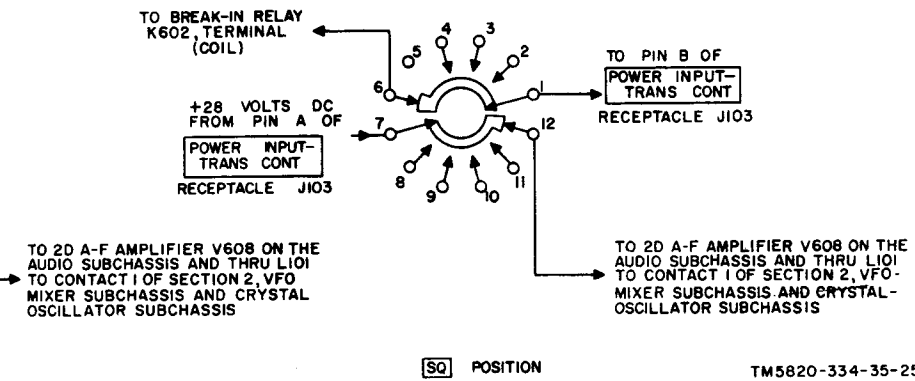 TO BREAK-IN RELAY
K602, TERMINAL
(COIL)
5
4
3
2
6
1
TO PIN B OF
POWER INPUT-
TRANS CONT
RECEPTACLE J103
+28 VOLTS DC
FROM PIN A OF
POWER INPUT-
TRANS CONT
RECEPTACLE J103
7
12
8
9
10
11
TO 2D A-F AMPLIFIER V608 ON THE
AUDIO SUBCHASSIS AND THRU L101
TO CONTACT 1 OF SECTION 2, VFO
MIXER SUBCHASSIS AND CRYSTAL
OSCILLATOR SUBCHASSIS
TO 2D A-F AMPLIFIER V608 ON THE
AUDIO SUBCHASSIS AND THRU L101
TO CONTACT 1 OF SECTION 2, VFO-
MIXER SUBCHASSIS AND CRYSTAL-
OSCILLATOR SUBCHASSIS
SQ POSITION
TM5820-334-35-25